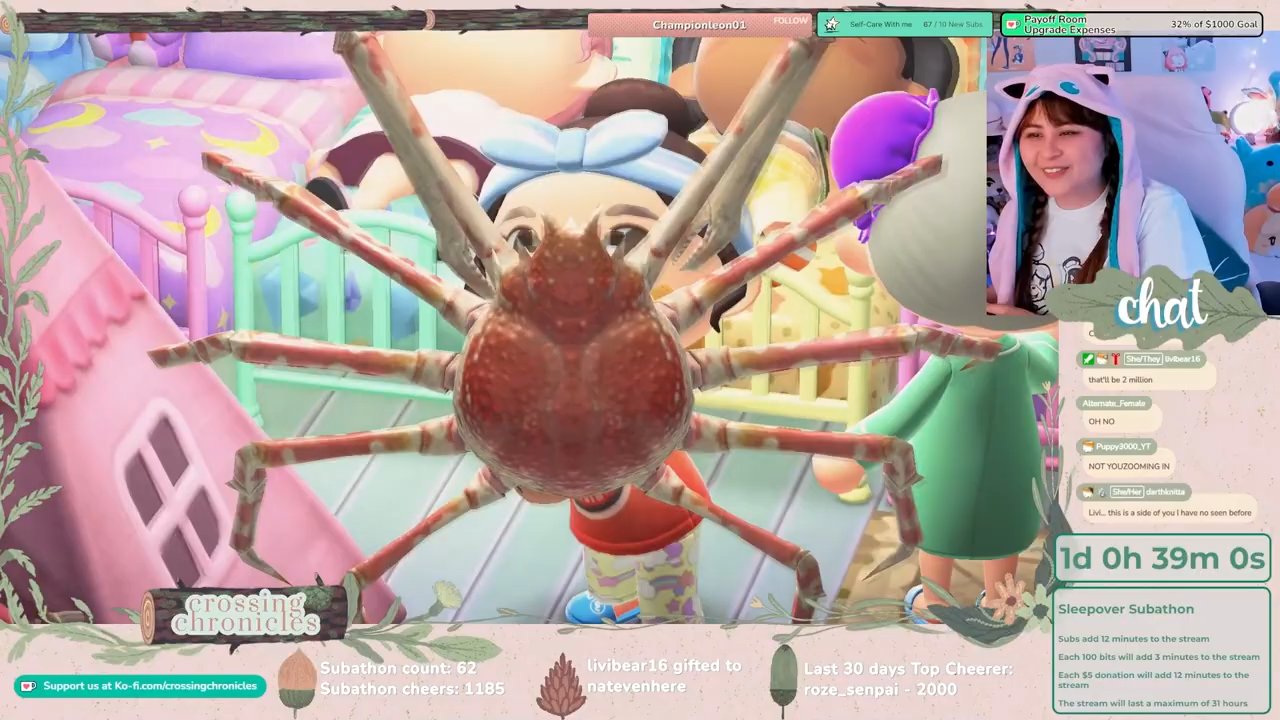 Championleon01
FOLLOW
Self-Care With me
67 / 10 New Subs
Payoff Room
Upgrade Expenses
32% of $1000 Goal
chat
She/They livibear16
that'll be 2 million
Alternate_Female
OH NO
Puppy3000_YT
NOT YOUZOOMING IN
She/Her darthknitta
Livi... this is a side of you I have no seen before
1d 0h 39m 0s
Sleepover Subathon
Subs add 12 minutes to the stream
Each 100 bits will add 3 minutes to the stream
Each $5 donation will add 12 minutes to the
stream
The stream will last a maximum of 31 hours
crossing
chronicles
Support us at Ko-fi.com/crossingchronicles
Subathon count: 62
Subathon cheers: 1185
livibear16 gifted to
natevenhere
Last 30 days Top Cheerer:
roze_senpai - 2000